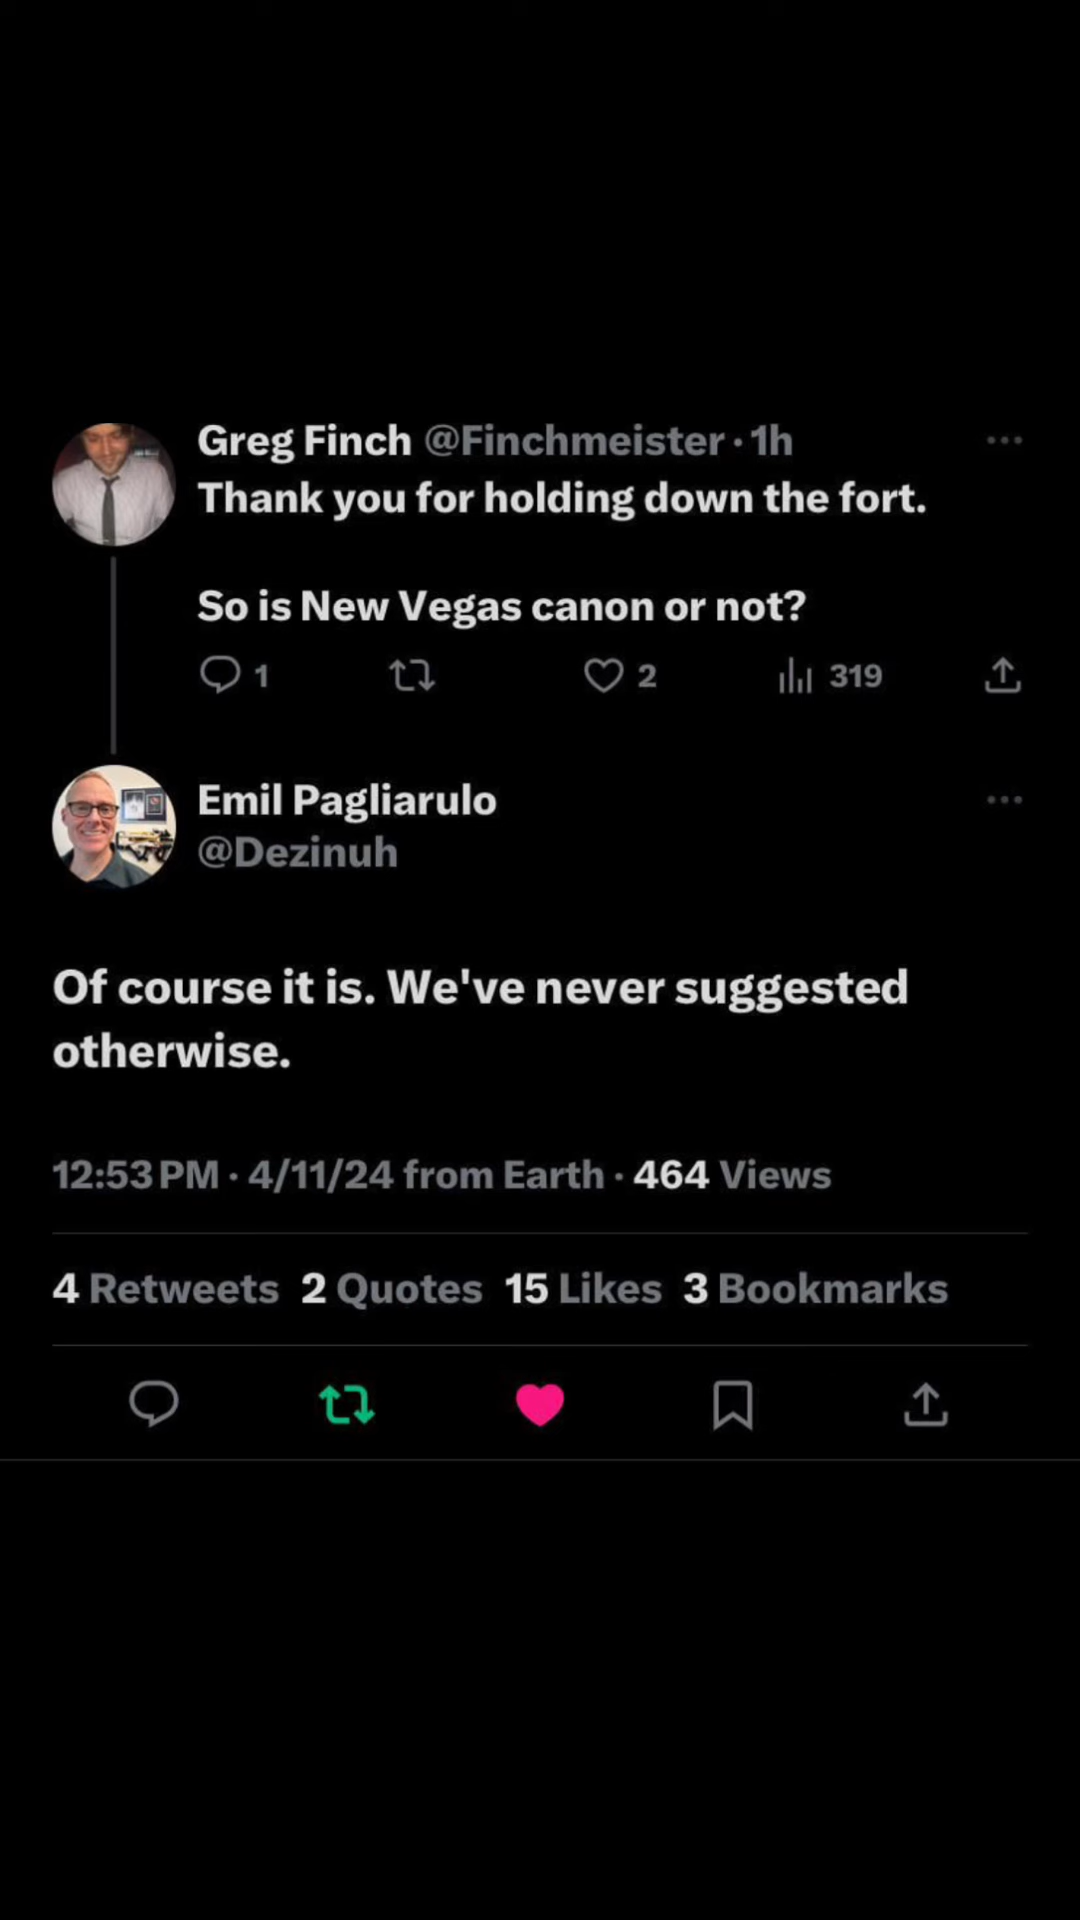 Greg Finch @Finchmeister · 1h
Thank you for holding down the fort.
So is New Vegas canon or not?
1 2 319
Emil Pagliarulo
@Dezinuh
Of course it is. We've never suggested
otherwise.
12:53 PM · 4/11/24 from Earth · 464 Views
4 Retweets 2 Quotes 15 Likes 3 Bookmarks